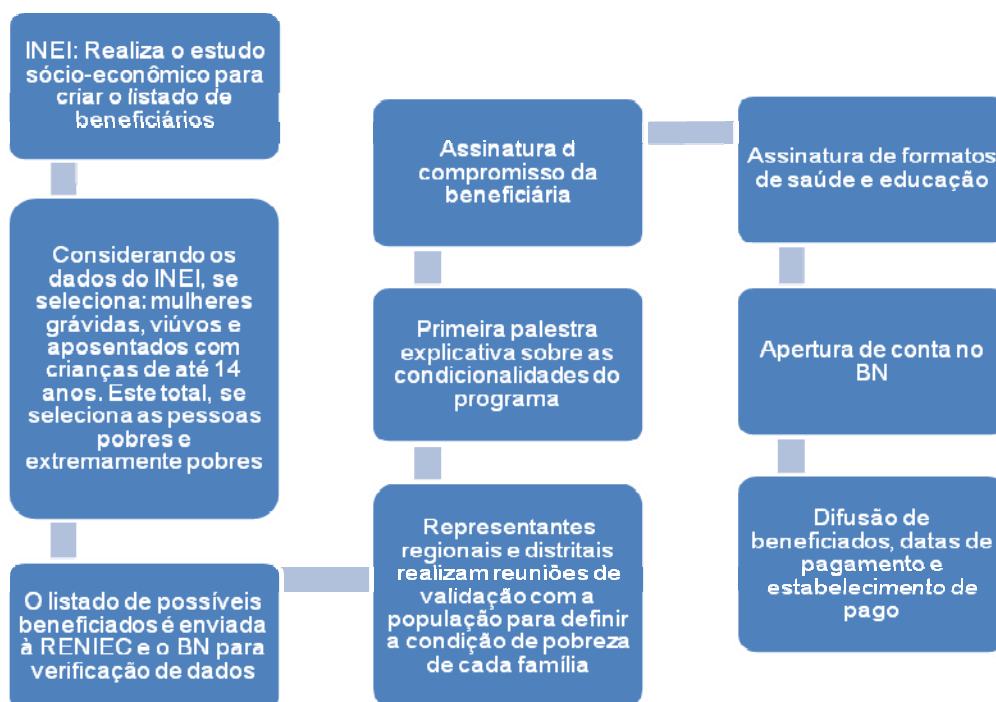 INEI: Realiza o estudo
sócio-econômico para
criar o listado de
beneficiários
Considerando os
dados do INEI, se
seleciona: mulheres
grávidas, viúvos e
aposentados com
crianças de até 14
anos. Este total, se
seleciona as pessoas
pobres e
extremamente pobres
O listado de possíveis
beneficiados é enviada
à RENIEC e o BN para
verificação de dados
Representantes
regionais e distritais
realizam reuniões de
validação com a
população para definir
a condição de pobreza
de cada família
Primeira palestra
explicativa sobre as
condicionalidades do
programa
Assinatura d
compromisso da
beneficiária
Assinatura de formatos
de saúde e educação
Apertura de conta no
BN
Difusão de
beneficiados, datas de
pagamento e
estabelecimento de
pago